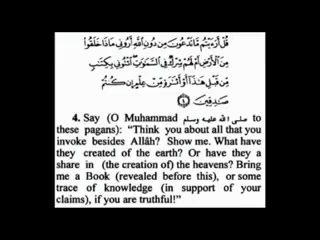 قُلْ أَرَءَيْتُم مَّا تَدْعُونَ مِن دُونِ ٱللَّهِ أَرُونِى مَاذَا خَلَقُوا۟
مِنَ ٱلْأَرْضِ أَمْ لَهُمْ شِرْكٌ فِى ٱلسَّمَٰوَٰتِ ٱئْتُونِى بِكِتَٰبٍ
مِّن قَبْلِ هَٰذَآ أَوْ أَثَٰرَةٍ مِّنْ عِلْمٍ إِن كُنتُمْ
صَٰدِقِينَ ٤
4. Say (O Muhammad صلى الله عليه وسلم to
these pagans): "Think you about all that you
invoke besides Allâh? Show me. What have
they created of the earth? Or have they a
share in (the creation of) the heavens? Bring
me a Book (revealed before this), or some
trace of knowledge (in support of your
claims), if you are truthful!"